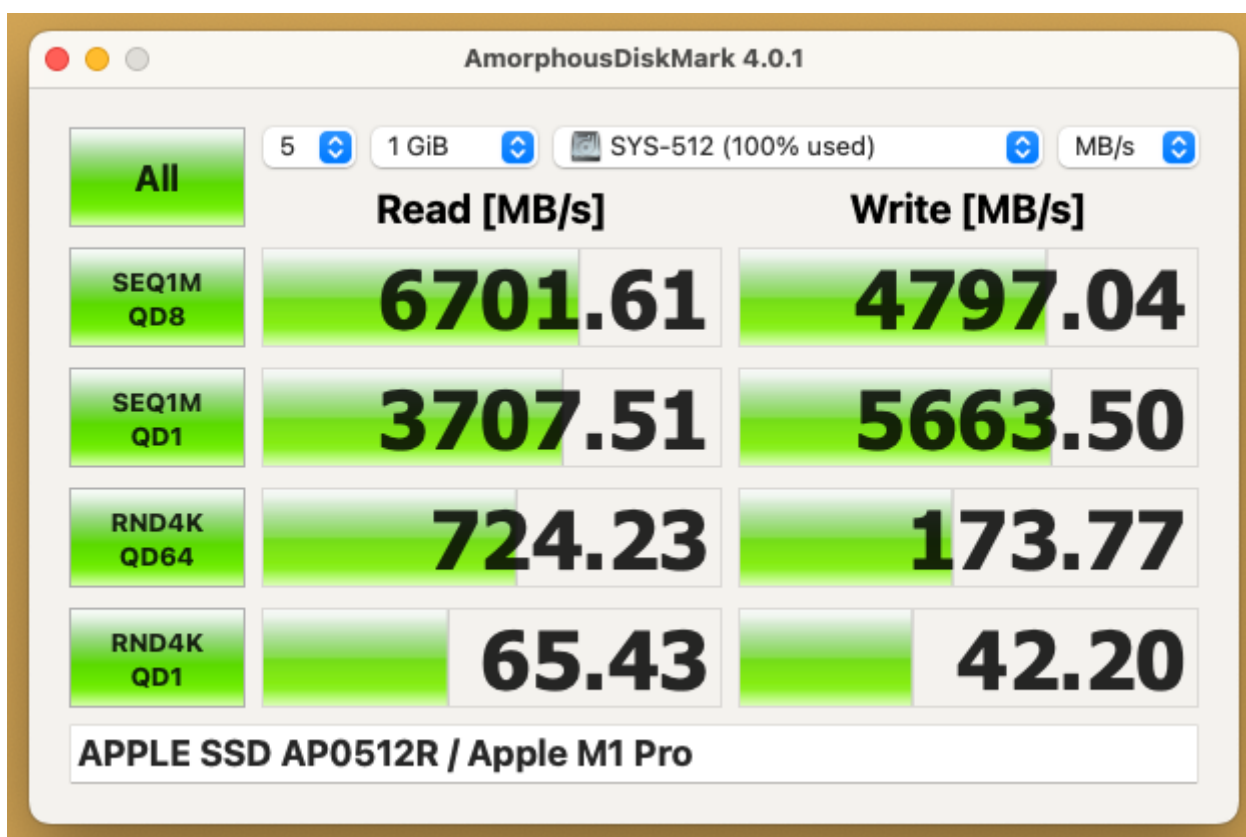 AmorphousDiskMark 4.0.1
All
5
1 GiB
SYS-512 (100% used)
MB/s
Read [MB/s]
Write [MB/s]
SEQ1M
QD8
6701.61
4797.04
SEQ1M
QD1
3707.51
5663.50
RND4K
QD64
724.23
173.77
RND4K
QD1
65.43
42.20
APPLE SSD AP0512R / Apple M1 Pro